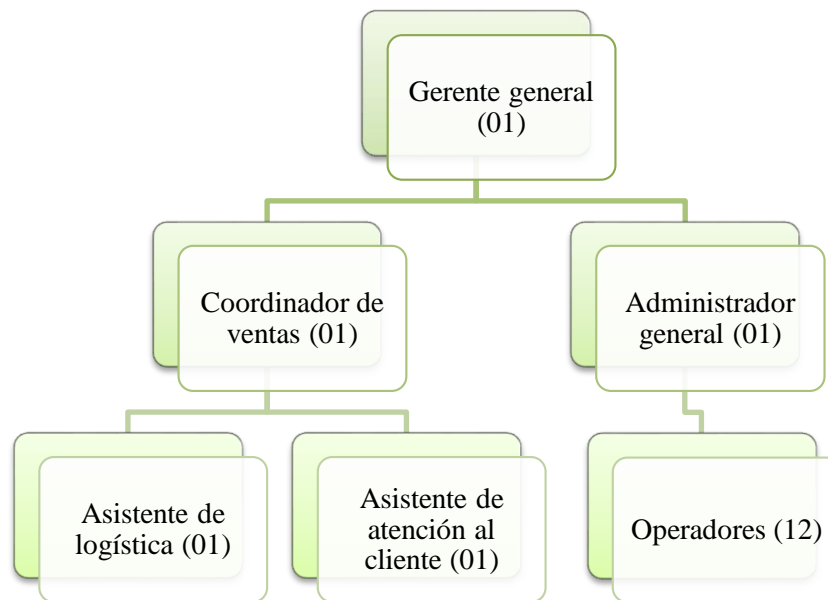 Gerente general
(01)
Coordinador de
ventas (01)
Administrador
general (01)
Asistente de
logística (01)
Asistente de
atención al
cliente (01)
Operadores (12)